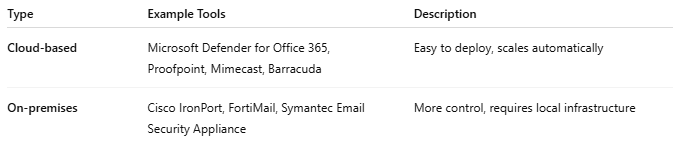 Type Example Tools Description
Cloud-based Microsoft Defender for Office 365, Easy to deploy, scales automatically
Proofpoint, Mimecast, Barracuda
On-premises Cisco IronPort, FortiMail, Symantec Email More control, requires local infrastructure
Security Appliance